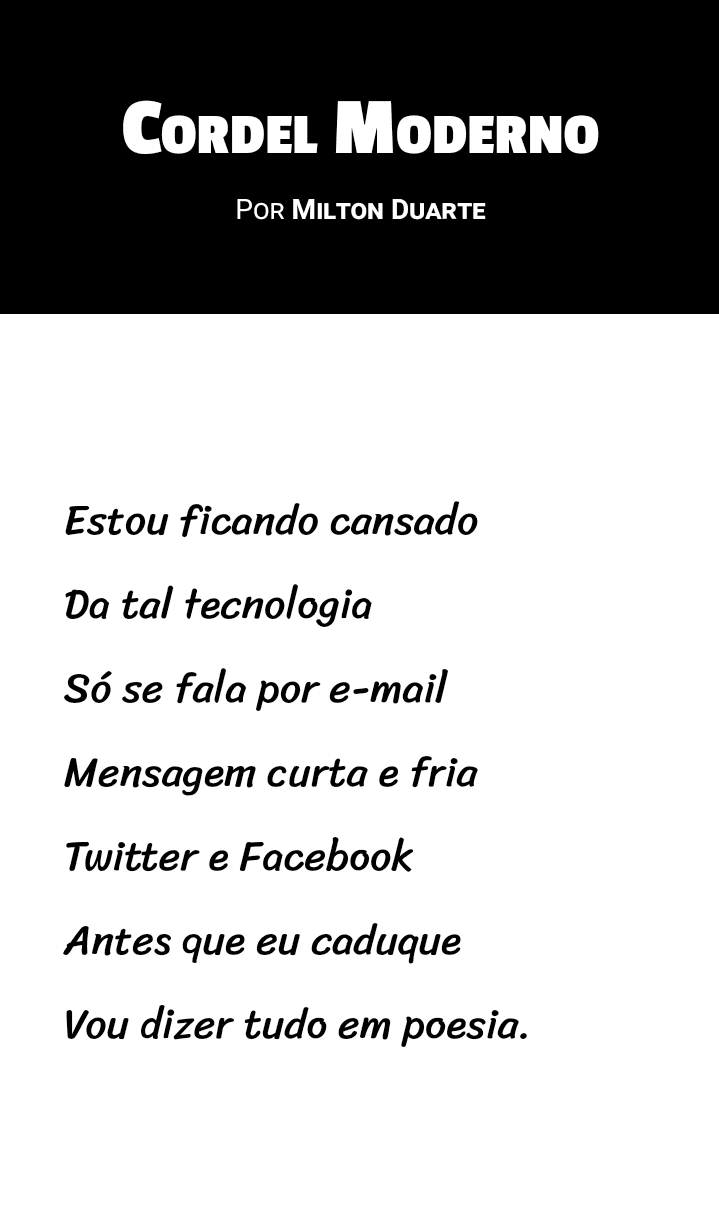 Cordel Moderno
Por Milton Duarte
Estou ficando cansado
Da tal tecnologia
Só se fala por e-mail
Mensagem curta e fria
Twitter e Facebook
Antes que eu caduque
Vou dizer tudo em poesia.